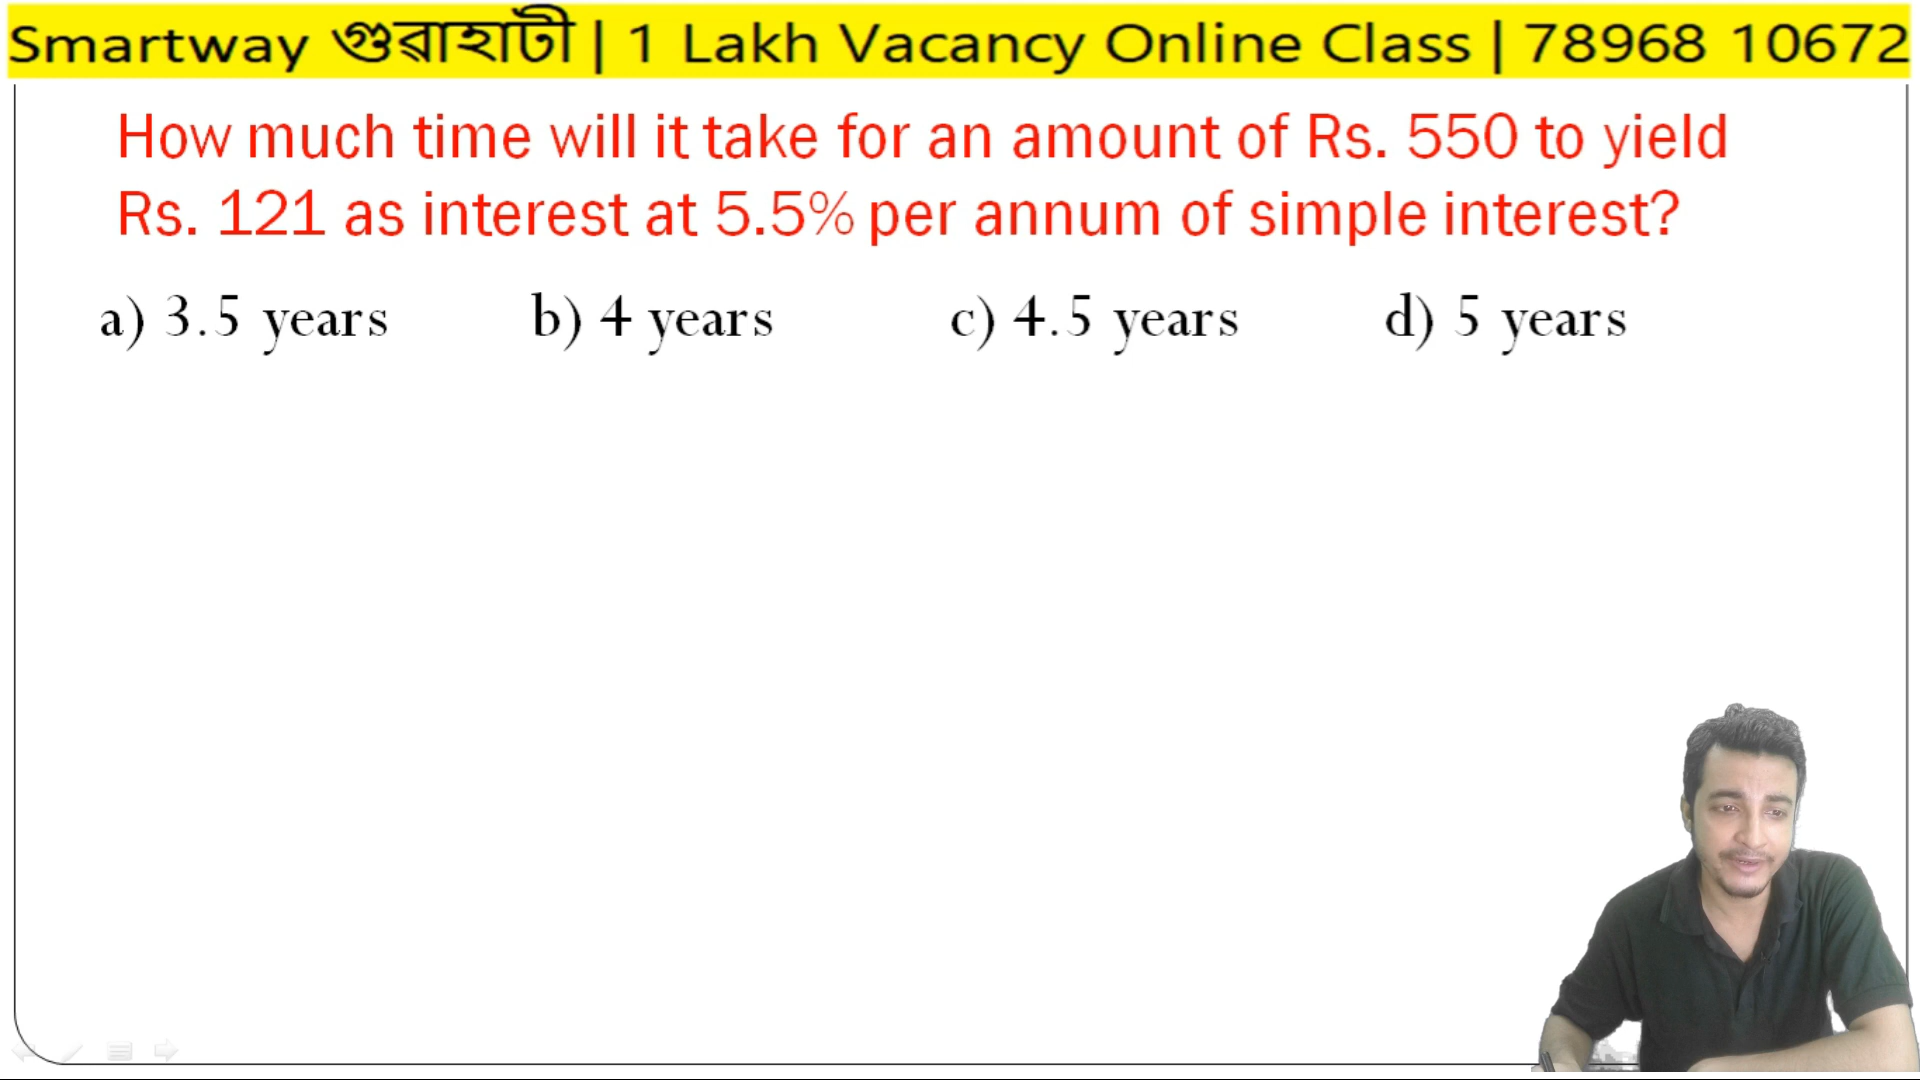 Smartway গুৱাহাটী | 1 Lakh Vacancy Online Class | 78968 10672
How much time will it take for an amount of Rs. 550 to yield
Rs. 121 as interest at 5.5% per annum of simple interest?
a) 3.5 years b) 4 years c) 4.5 years d) 5 years